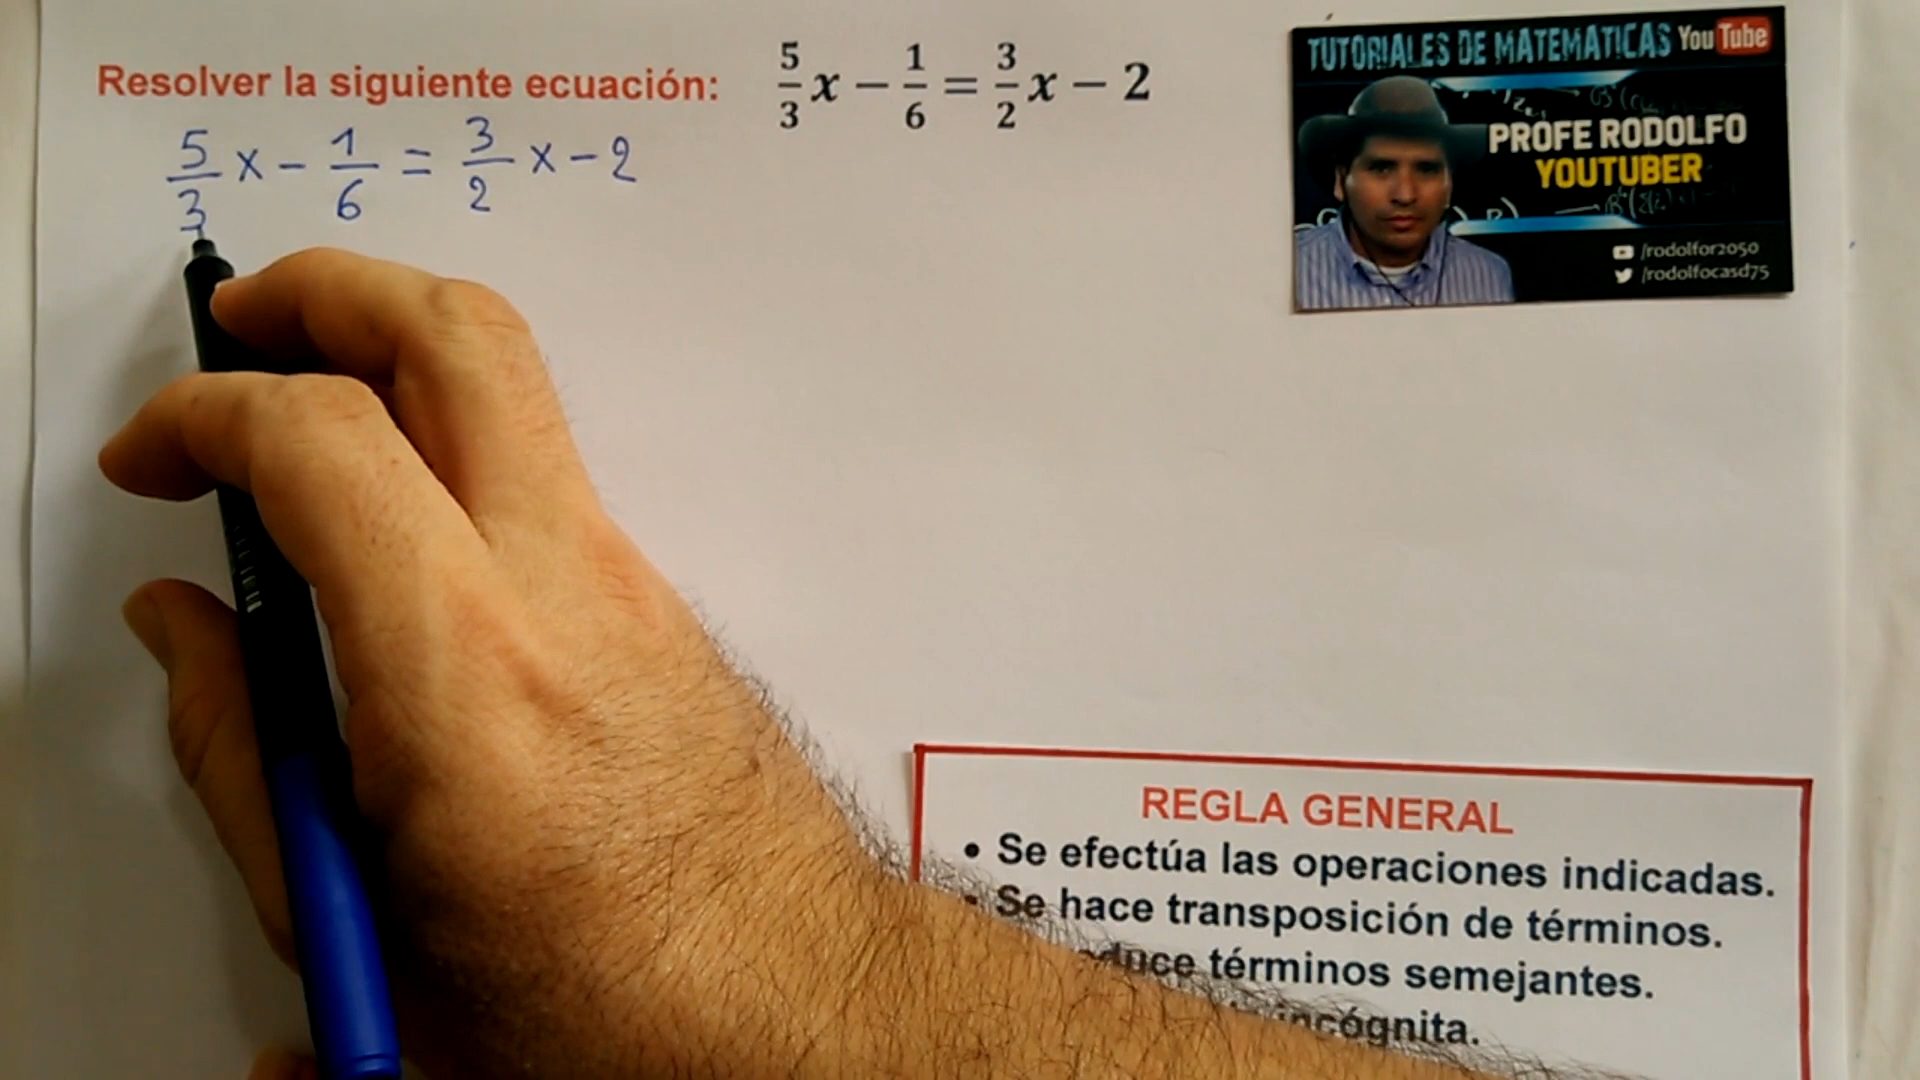 Resolver la siguiente ecuación: 5/3 x − 1/6 = 3/2 x − 2
5/3 x − 1/6 = 3/2 x − 2
TUTORIALES DE MATEMATICAS YouTube
PROFE RODOLFO
YOUTUBER
/rodolfor2050
/rodolfocasd75
REGLA GENERAL
• Se efectúa las operaciones indicadas.
• Se hace transposición de términos.
términos semejantes.
incógnita.